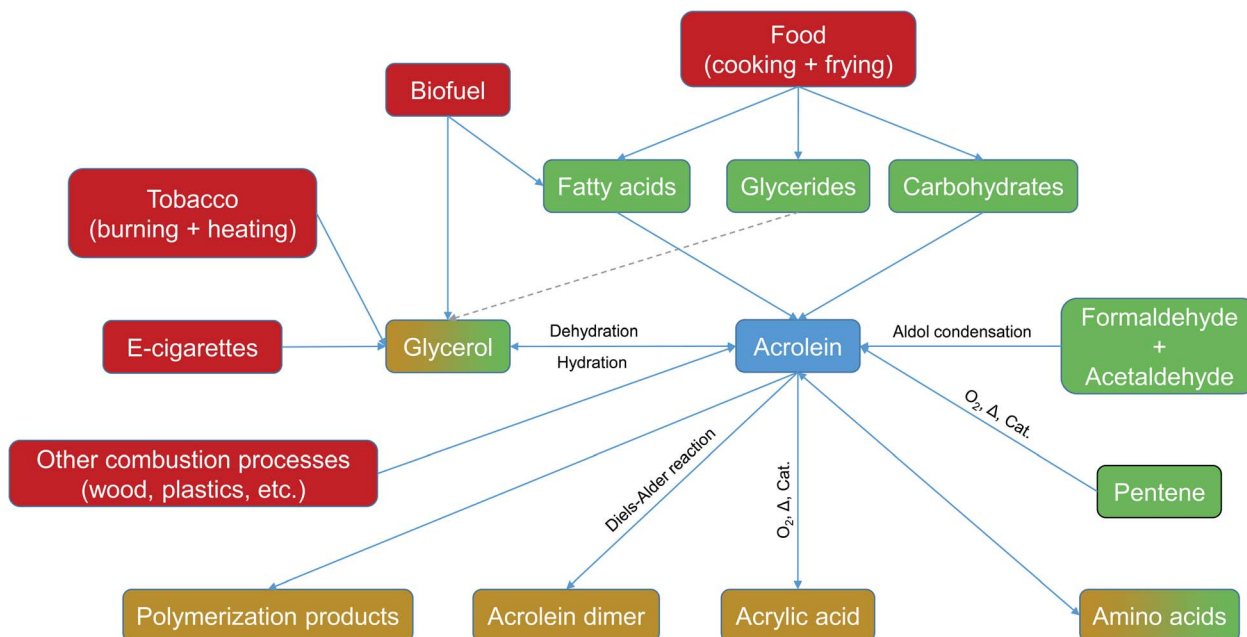 Food
(cooking + frying)
Biofuel
Fatty acids
Glycerides
Carbohydrates
Tobacco
(burning + heating)
E-cigarettes
Glycerol
Dehydration
Hydration
Acrolein
Aldol condensation
Formaldehyde
+
Acetaldehyde
O₂, Δ, Cat.
Other combustion processes
(wood, plastics, etc.)
Pentene
Diels-Alder reaction
O₂, Δ, Cat.
Polymerization products
Acrolein dimer
Acrylic acid
Amino acids